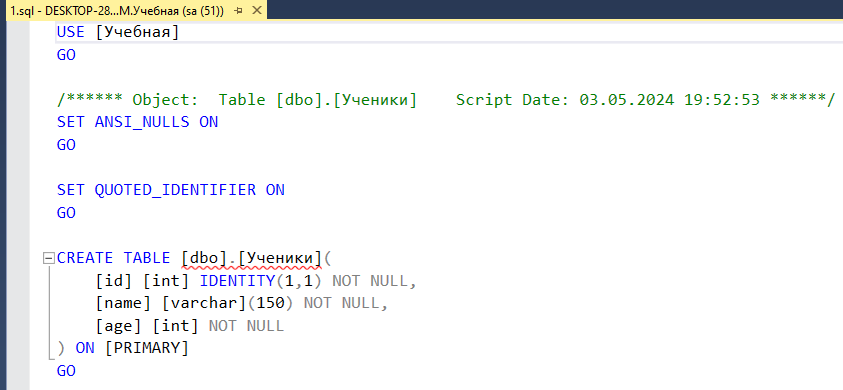 1.sql - DESKTOP-28...М.Учебная (sa (51))
USE [Учебная]
GO
/****** Object:  Table [dbo].[Ученики]    Script Date: 03.05.2024 19:52:53 ******/
SET ANSI_NULLS ON
GO
SET QUOTED_IDENTIFIER ON
GO
CREATE TABLE [dbo].[Ученики](
    [id] [int] IDENTITY(1,1) NOT NULL,
    [name] [varchar](150) NOT NULL,
    [age] [int] NOT NULL
) ON [PRIMARY]
GO